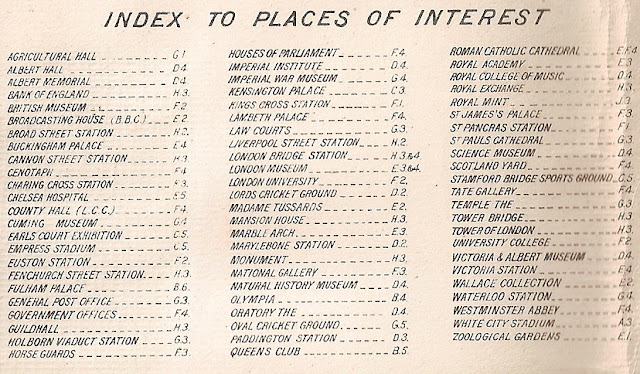 INDEX TO PLACES OF INTEREST
AGRICULTURAL HALL G.1.
ALBERT HALL D.4.
ALBERT MEMORIAL D.4.
BANK OF ENGLAND H.3.
BRITISH MUSEUM F.2.
BROADCASTING HOUSE (B.B.C.) E.2.
BROAD STREET STATION H.2.
BUCKINGHAM PALACE E.4.
CANNON STREET STATION H.3.
CENOTAPH F.4.
CHARING CROSS STATION F.3.
CHELSEA HOSPITAL E.5.
COUNTY HALL (L.C.C.) F.4.
CUMING MUSEUM G.4.
EARLS COURT EXHIBITION C.5.
EMPRESS STADIUM C.5.
EUSTON STATION F.2.
FENCHURCH STREET STATION H.3.
FULHAM PALACE B.6.
GENERAL POST OFFICE G.3.
GOVERNMENT OFFICES F.4.
GUILDHALL H.3.
HOLBORN VIADUCT STATION G.3.
HORSE GUARDS F.3.
HOUSES OF PARLIAMENT F.4.
IMPERIAL INSTITUTE D.4.
IMPERIAL WAR MUSEUM G.4.
KENSINGTON PALACE C.3.
KINGS CROSS STATION F.1.
LAMBETH PALACE F.4.
LAW COURTS G.3.
LIVERPOOL STREET STATION H.2.
LONDON BRIDGE STATION H.3&4.
LONDON MUSEUM E.3&4.
LONDON UNIVERSITY F.2.
LORDS CRICKET GROUND D.2.
MADAME TUSSARDS E.2.
MANSION HOUSE H.3.
MARBLE ARCH E.3.
MARYLEBONE STATION D.2.
MONUMENT H.3.
NATIONAL GALLERY F.3.
NATURAL HISTORY MUSEUM D.4.
OLYMPIA B.4.
ORATORY THE D.4.
OVAL CRICKET GROUND G.5.
PADDINGTON STATION D.3.
QUEENS CLUB B.5.
ROMAN CATHOLIC CATHEDRAL E.F.4.
ROYAL ACADEMY E.3.
ROYAL COLLEGE OF MUSIC D.4.
ROYAL EXCHANGE H.3.
ROYAL MINT J.3.
ST JAMES'S PALACE F.3.
ST PANCRAS STATION F.1.
ST PAULS CATHEDRAL G.3.
SCIENCE MUSEUM D.4.
SCOTLAND YARD F.4.
STAMFORD BRIDGE SPORTS GROUND C.5.
TATE GALLERY F.4.
TEMPLE THE G.3.
TOWER BRIDGE H.3.
TOWER OF LONDON H.3.
UNIVERSITY COLLEGE F.2.
VICTORIA & ALBERT MUSEUM D.4.
VICTORIA STATION E.4.
WALLACE COLLECTION E.2.
WATERLOO STATION G.4.
WESTMINSTER ABBEY F.4.
WHITE CITY STADIUM A.3.
ZOOLOGICAL GARDENS E.1.